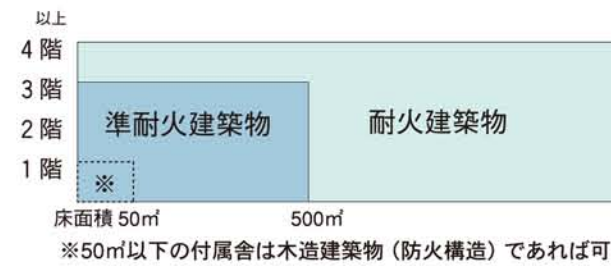 以上
4階
3階
2階
1階
準耐火建築物
耐火建築物
※
床面積 50㎡
500㎡
※50㎡以下の付属舎は木造建築物（防火構造）であれば可